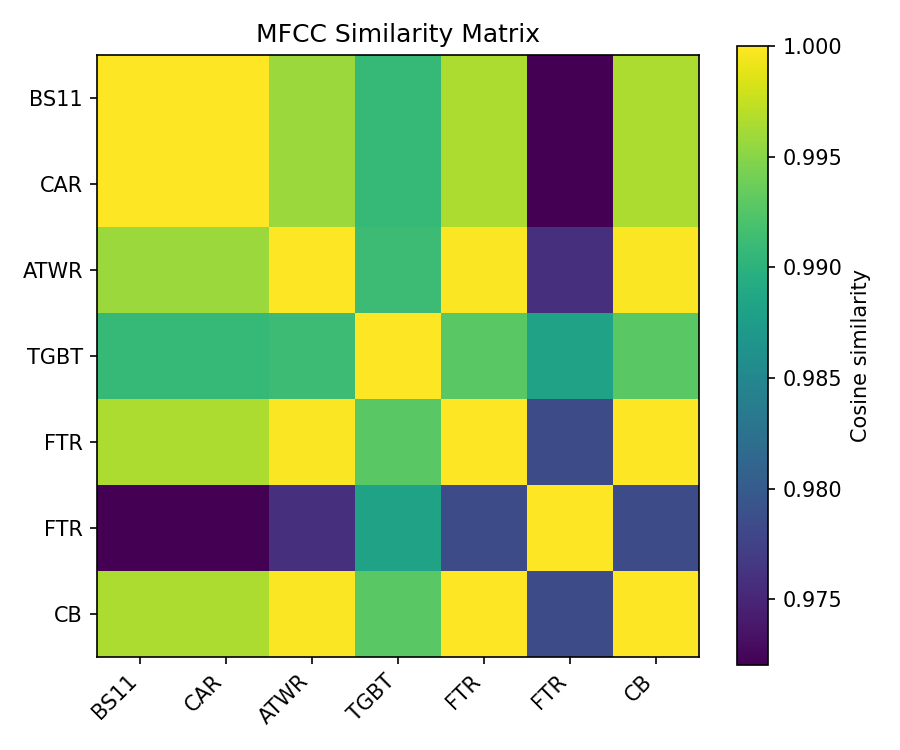 MFCC Similarity Matrix
BS11
CAR
ATWR
TGBT
FTR
FTR
CB
BS11
CAR
ATWR
TGBT
FTR
FTR
CB
1.000
0.995
0.990
0.985
0.980
0.975
Cosine similarity